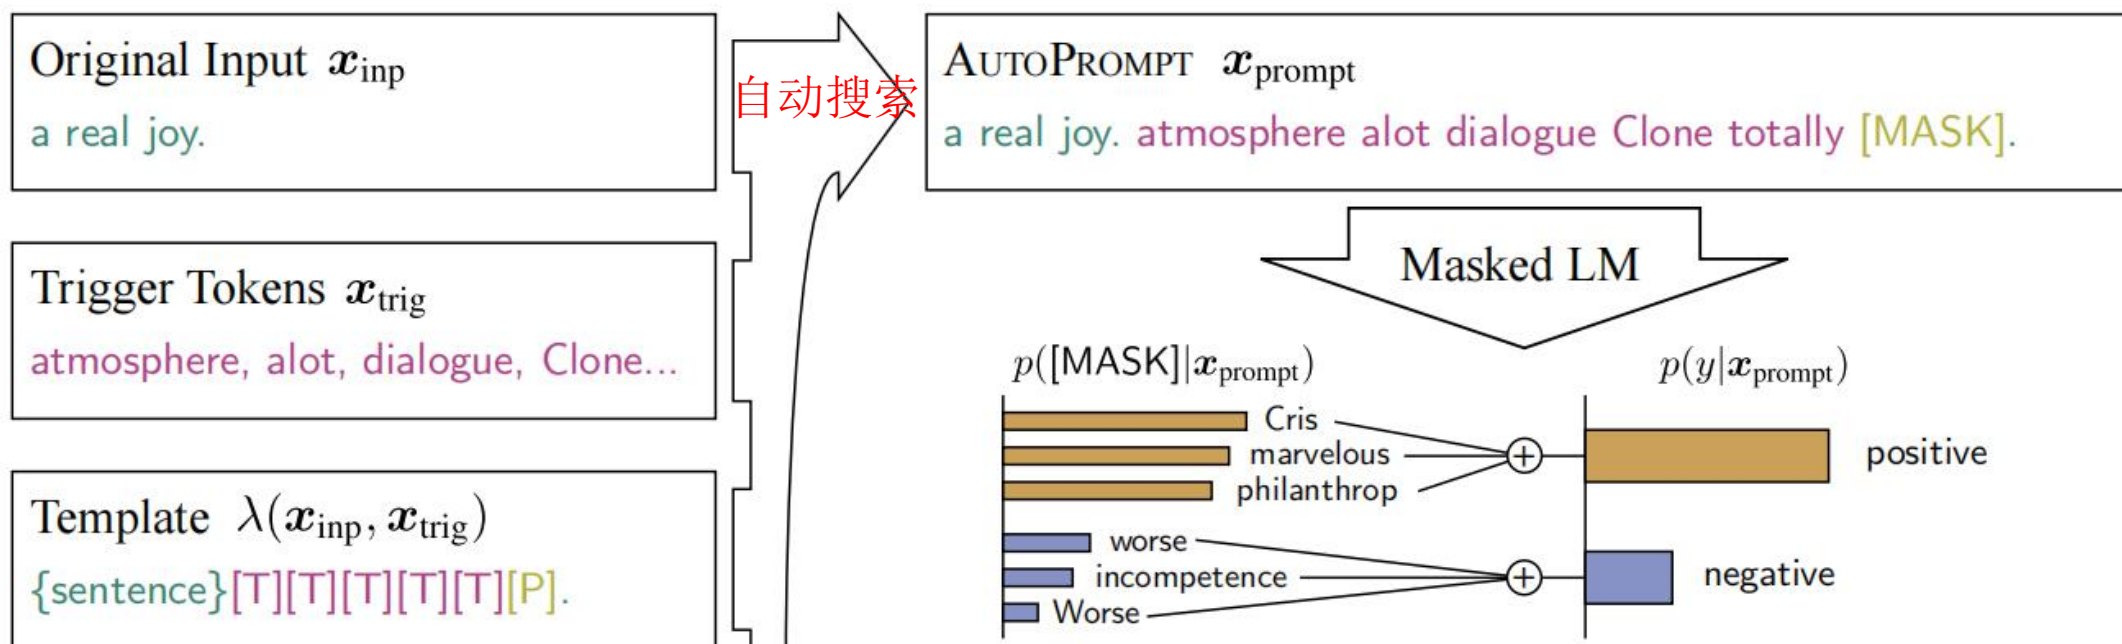 Original Input x_inp
a real joy.
Trigger Tokens x_trig
atmosphere, alot, dialogue, Clone...
Template λ(x_inp, x_trig)
{sentence}[T][T][T][T][T][P].
自动搜索
AUTOPROMPT x_prompt
a real joy. atmosphere alot dialogue Clone totally [MASK].
Masked LM
p([MASK]|x_prompt)
Cris
marvelous
philanthrop
worse
incompetence
Worse
p(y|x_prompt)
positive
negative